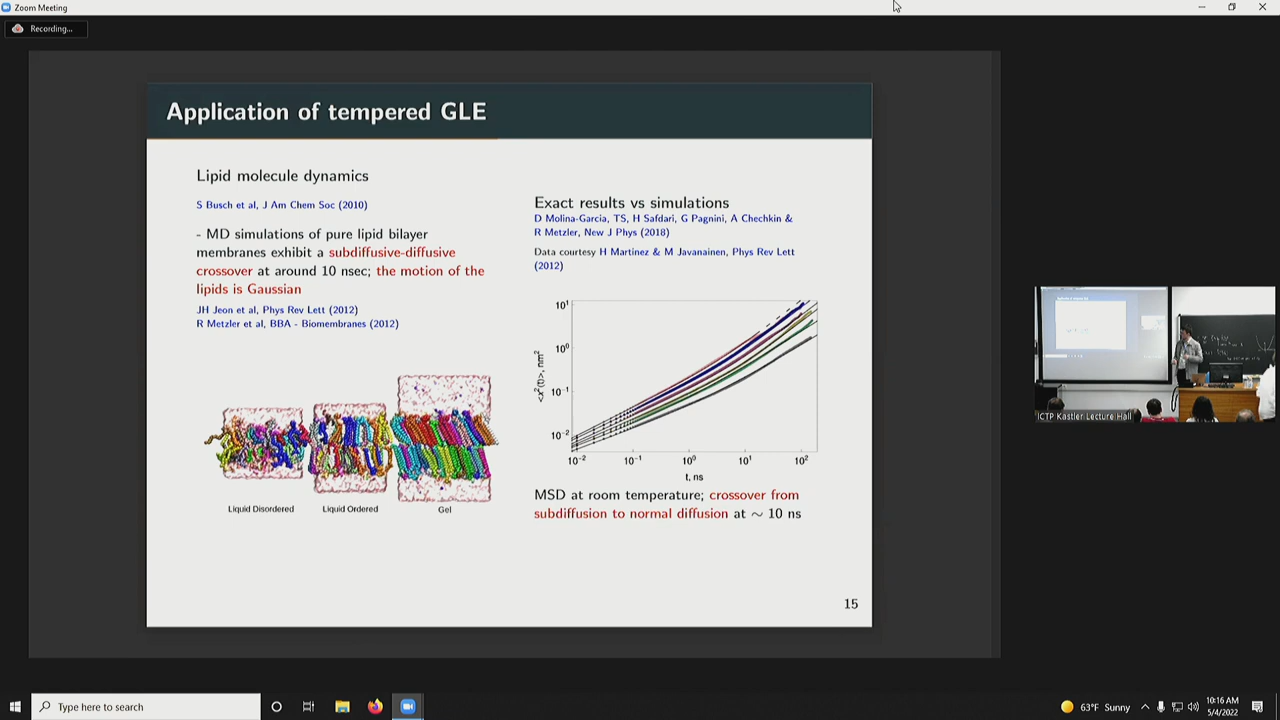 Zoom Meeting
Recording...
Application of tempered GLE
Lipid molecule dynamics
S Busch et al, J Am Chem Soc (2010)
- MD simulations of pure lipid bilayer
membranes exhibit a subdiffusive-diffusive
crossover at around 10 nsec; the motion of the
lipids is Gaussian
JH Jeon et al, Phys Rev Lett (2012)
R Metzler et al, BBA - Biomembranes (2012)
Liquid Disordered
Liquid Ordered
Gel
Exact results vs simulations
D Molina-Garcia, TS, H Safdari, G Pagnini, A Chechkin &
R Metzler, New J Phys (2018)
Data courtesy H Martinez & M Javanainen, Phys Rev Lett
(2012)
<x²(t)>, nm²
10¹
10⁰
10⁻¹
10⁻²
10⁻² 10⁻¹ 10⁰ 10¹ 10²
t, ns
MSD at room temperature; crossover from
subdiffusion to normal diffusion at ∼ 10 ns
15
ICTP Kastler Lecture Hall
Type here to search
63°F Sunny
10:16 AM
5/4/2022